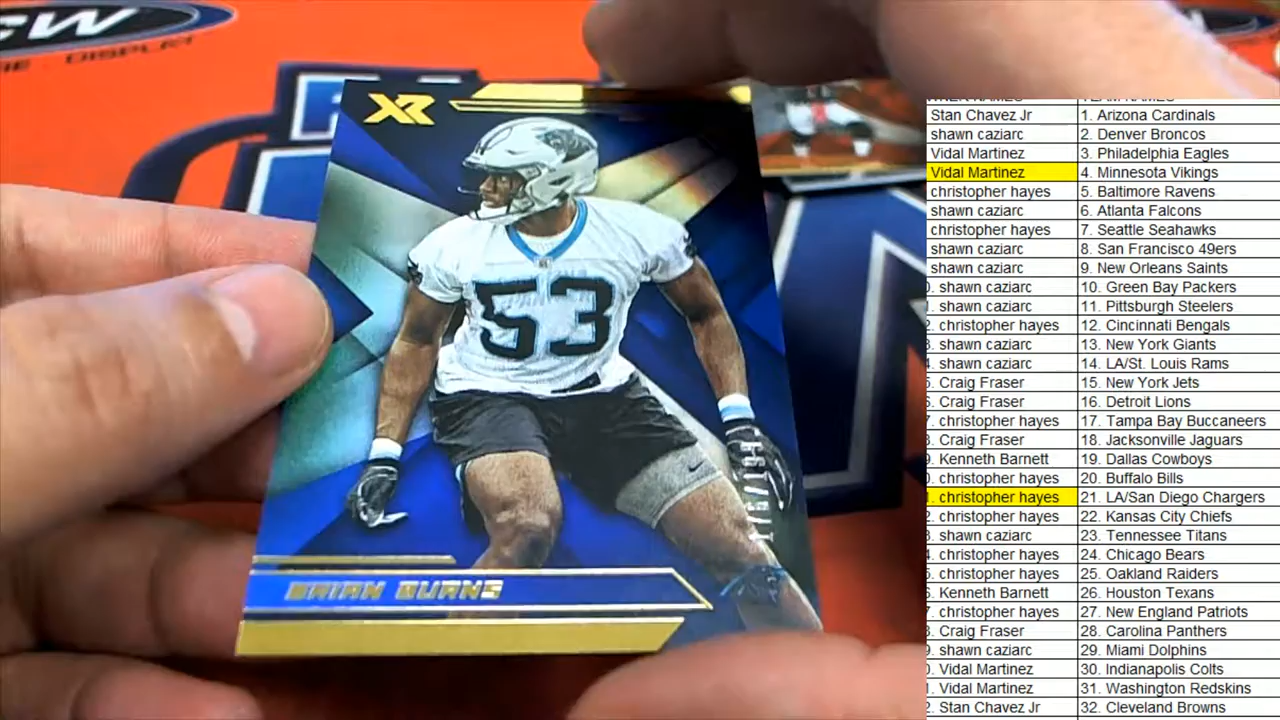 CW
DISPLAY
XR
53
BRIAN BURNS
Stan Chavez Jr 1. Arizona Cardinals
shawn caziarc 2. Denver Broncos
Vidal Martinez 3. Philadelphia Eagles
Vidal Martinez 4. Minnesota Vikings
christopher hayes 5. Baltimore Ravens
shawn caziarc 6. Atlanta Falcons
christopher hayes 7. Seattle Seahawks
shawn caziarc 8. San Francisco 49ers
shawn caziarc 9. New Orleans Saints
shawn caziarc 10. Green Bay Packers
shawn caziarc 11. Pittsburgh Steelers
christopher hayes 12. Cincinnati Bengals
shawn caziarc 13. New York Giants
shawn caziarc 14. LA/St. Louis Rams
Craig Fraser 15. New York Jets
Craig Fraser 16. Detroit Lions
christopher hayes 17. Tampa Bay Buccaneers
Craig Fraser 18. Jacksonville Jaguars
Kenneth Barnett 19. Dallas Cowboys
christopher hayes 20. Buffalo Bills
christopher hayes 21. LA/San Diego Chargers
christopher hayes 22. Kansas City Chiefs
shawn caziarc 23. Tennessee Titans
christopher hayes 24. Chicago Bears
christopher hayes 25. Oakland Raiders
Kenneth Barnett 26. Houston Texans
christopher hayes 27. New England Patriots
Craig Fraser 28. Carolina Panthers
shawn caziarc 29. Miami Dolphins
Vidal Martinez 30. Indianapolis Colts
Vidal Martinez 31. Washington Redskins
Stan Chavez Jr 32. Cleveland Browns